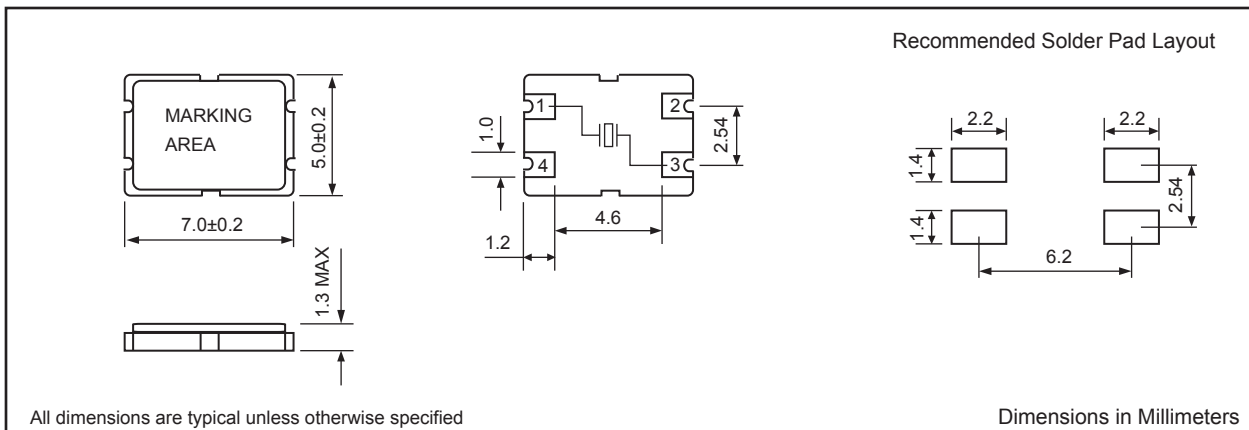 Recommended Solder Pad Layout
MARKING
AREA
5.0±0.2
7.0±0.2
1.3 MAX
1
2
4
3
1.0
2.54
4.6
1.2
2.2
2.2
1.4
1.4
2.54
6.2
All dimensions are typical unless otherwise specified
Dimensions in Millimeters